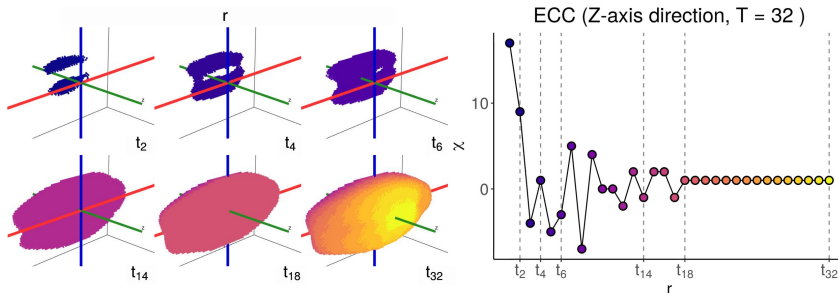 r
z
z
z
t2
t4
t6
z
t14
t18
t32
ECC (Z-axis direction, T = 32 )
χ
10
0
t2
t4
t6
t14
t18
t32
r